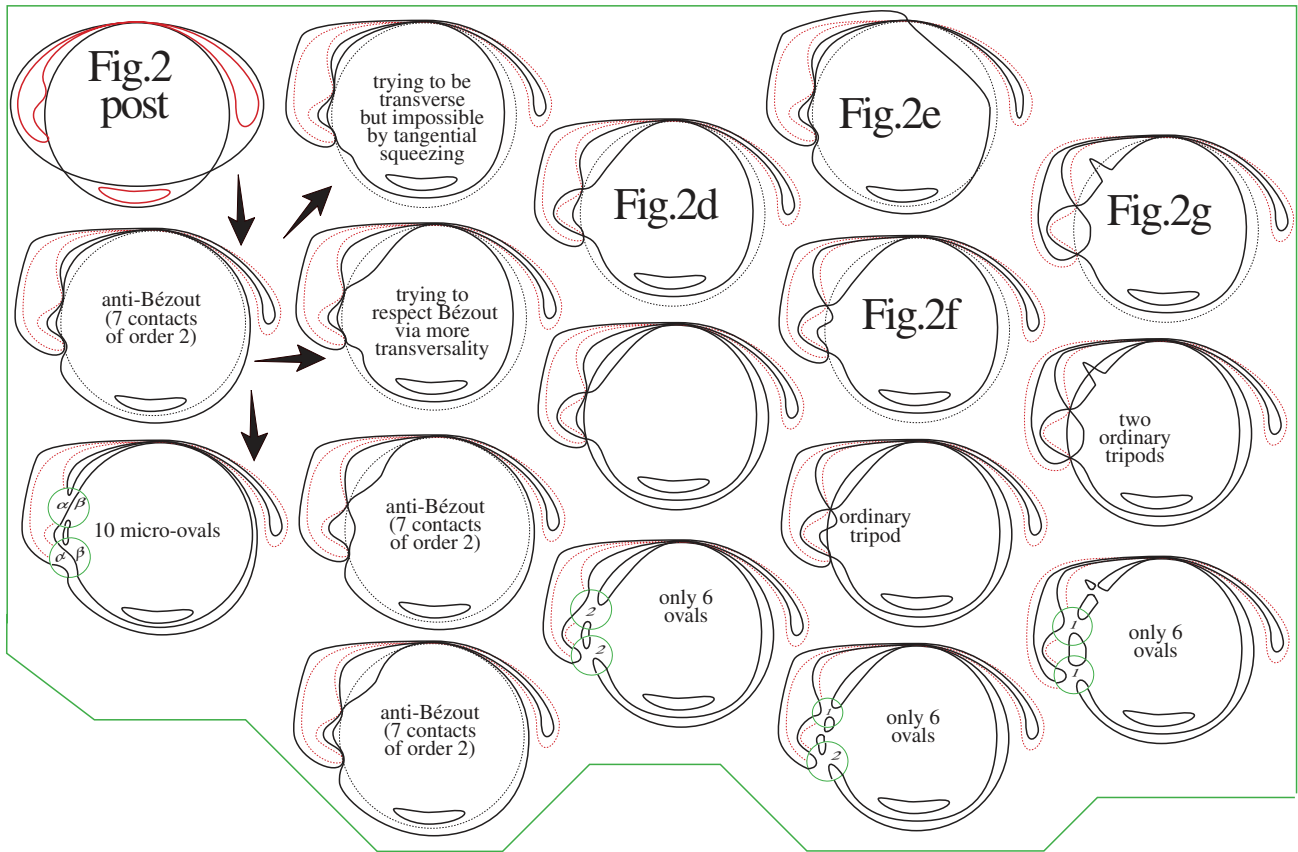 Fig.2
post
trying to be
transverse
but impossible
by tangential
squeezing
Fig.2d
Fig.2e
Fig.2g
anti-Bézout
(7 contacts
of order 2)
trying to
respect Bézout
via more
transversality
Fig.2f
two
ordinary
tripods
α β
α β
10 micro-ovals
anti-Bézout
(7 contacts
of order 2)
ordinary
tripod
2
2
only 6
ovals
1
1
only 6
ovals
anti-Bézout
(7 contacts
of order 2)
1
2
only 6
ovals